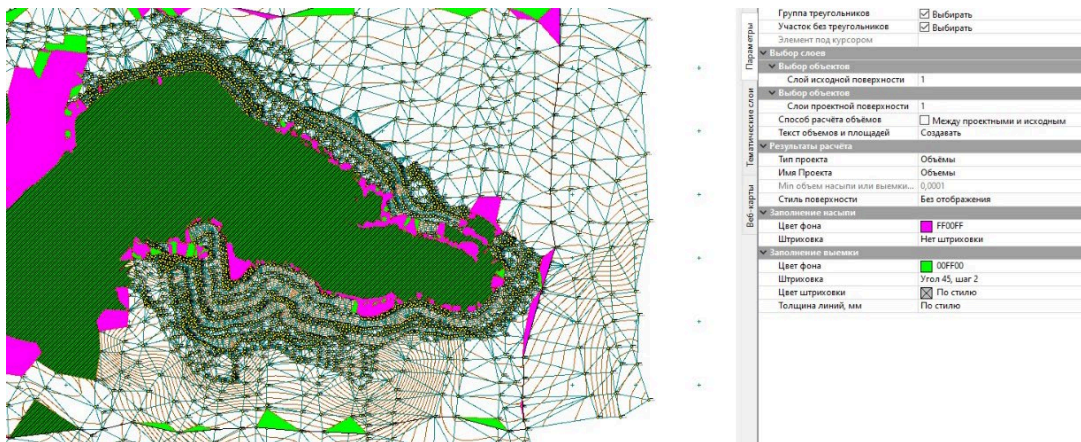 Параметры
Тематические слои
Веб-карты
Группа треугольников Выбирать
Участок без треугольников Выбирать
Элемент под курсором
Выбор слоев
Выбор объектов
Слой исходной поверхности 1
Выбор объектов
Слои проектной поверхности 1
Способ расчёта объёмов Между проектными и исходным
Текст объемов и площадей Создавать
Результаты расчёта
Тип проекта Объёмы
Имя Проекта Объемы
Min объем насыпи или выемки... 0,0001
Стиль поверхности Без отображения
Заполнение насыпи
Цвет фона FF00FF
Штриховка Нет штриховки
Заполнение выемки
Цвет фона 00FF00
Штриховка Угол 45, шаг 2
Цвет штриховки По стилю
Толщина линий, мм По стилю